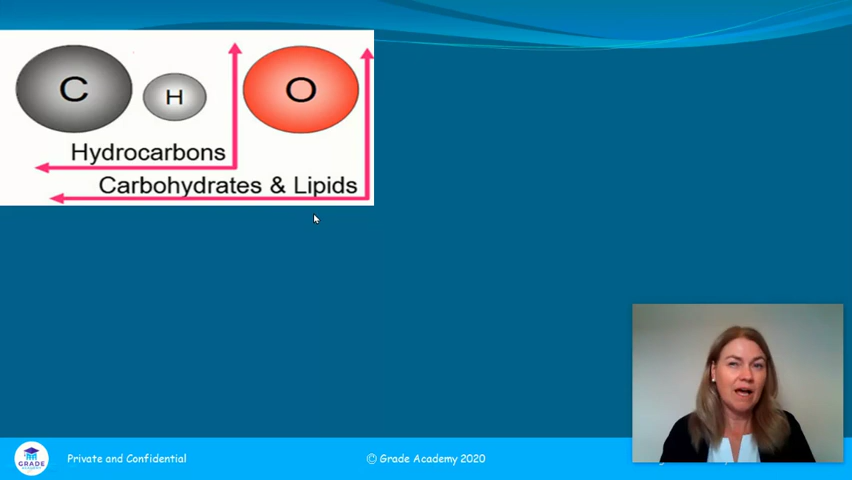 C H O
Hydrocarbons
Carbohydrates & Lipids
GRADE
Private and Confidential
© Grade Academy 2020